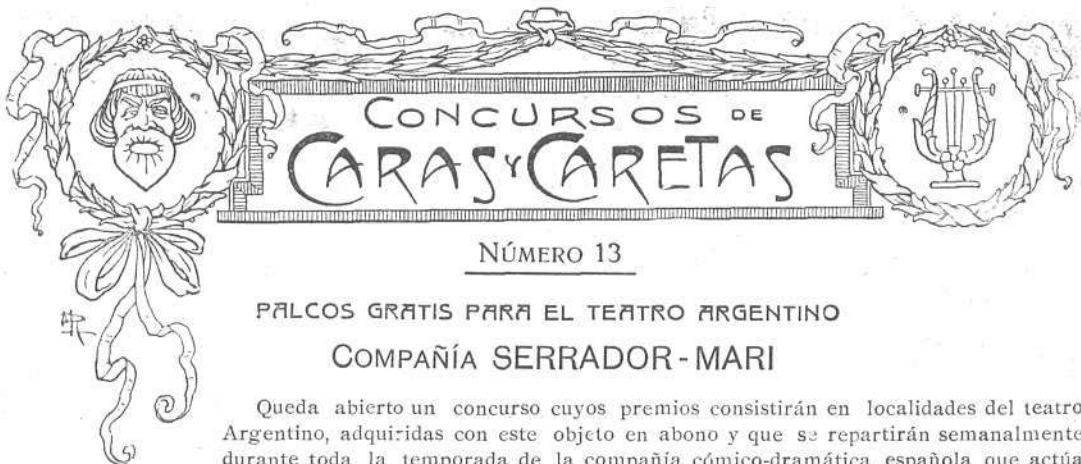 CONCURSOS DE
CARAS Y CARETAS
NÚMERO 13
PALCOS GRATIS PARA EL TEATRO ARGENTINO
COMPAÑÍA SERRADOR - MARI
Queda abierto un concurso cuyos premios consistirán en localidades del teatro
Argentino, adquiridas con este objeto en abono y que se repartirán semanalmente
durante toda la temporada de la compañía cómico-dramática española que actúa